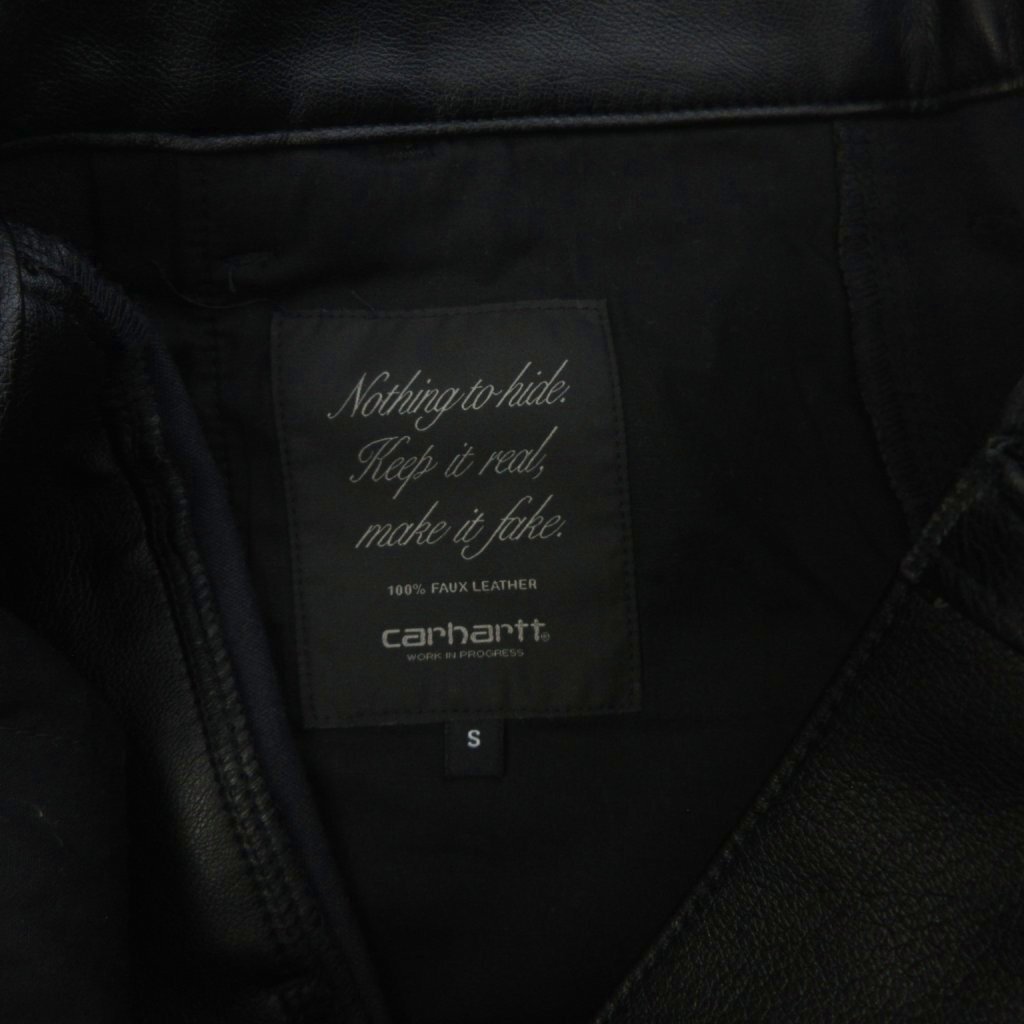 Nothing to hide.
Keep it real,
make it fake.
100% FAUX LEATHER
carhartt®
WORK IN PROGRESS
S